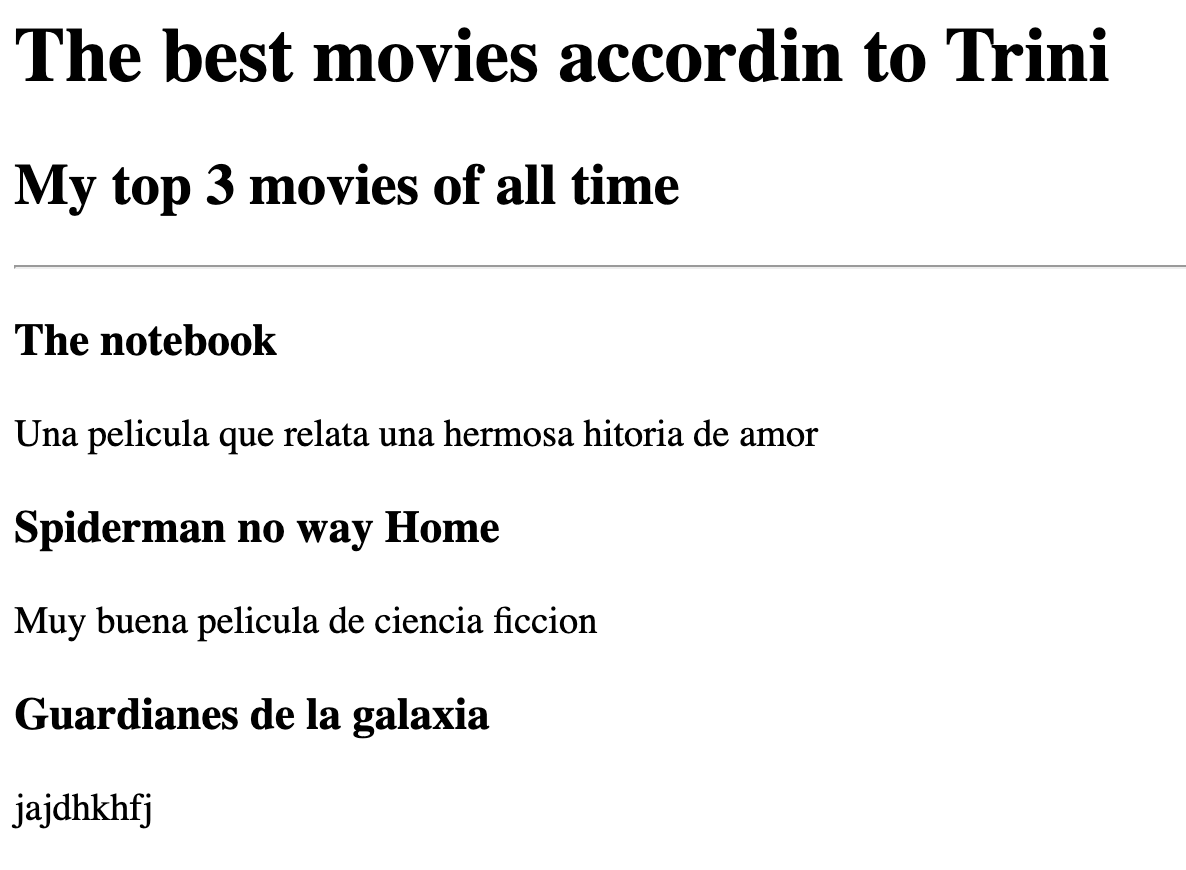 The best movies accordin to Trini
My top 3 movies of all time
The notebook
Una pelicula que relata una hermosa hitoria de amor
Spiderman no way Home
Muy buena pelicula de ciencia ficcion
Guardianes de la galaxia
jajdhkhfj